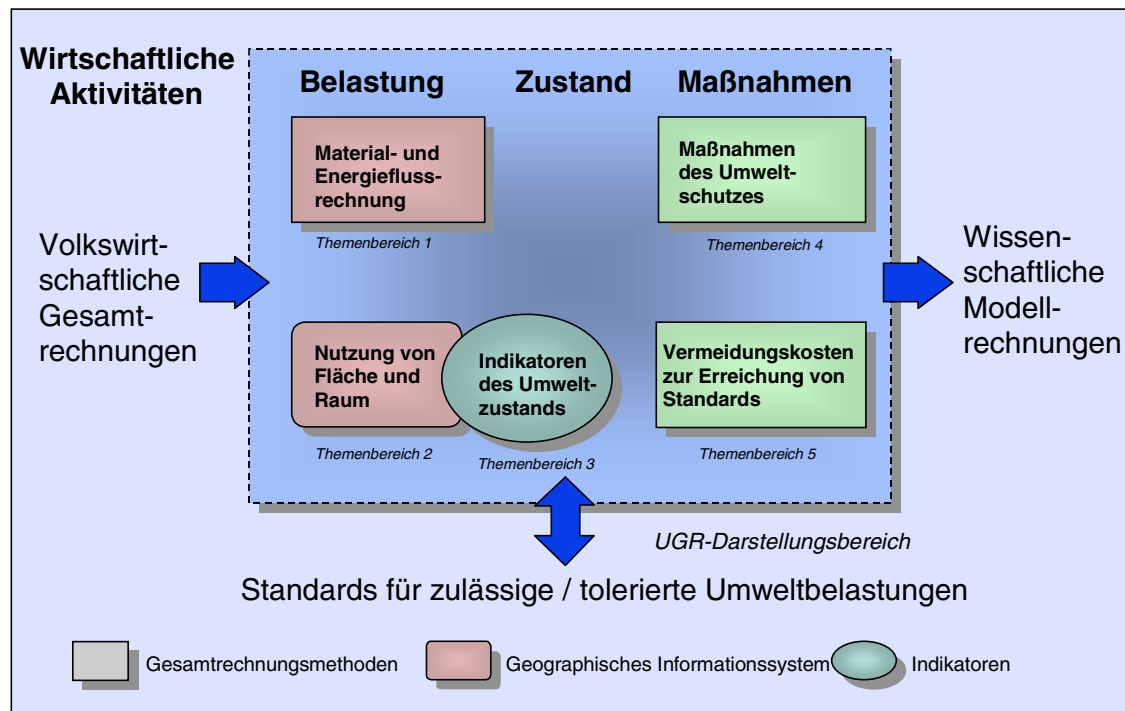 Wirtschaftliche
Aktivitäten
Belastung
Zustand
Maßnahmen
Material- und
Energiefluss-
rechnung
Themenbereich 1
Maßnahmen
des Umwelt-
schutzes
Themenbereich 4
Volkswirt-
schaftliche
Gesamt-
rechnungen
Wissen-
schaftliche
Modell-
rechnungen
Nutzung von
Fläche und
Raum
Themenbereich 2
Indikatoren
des Umwelt-
zustands
Themenbereich 3
Vermeidungskosten
zur Erreichung von
Standards
Themenbereich 5
UGR-Darstellungsbereich
Standards für zulässige / tolerierte Umweltbelastungen
Gesamtrechnungsmethoden
Geographisches Informationssystem
Indikatoren